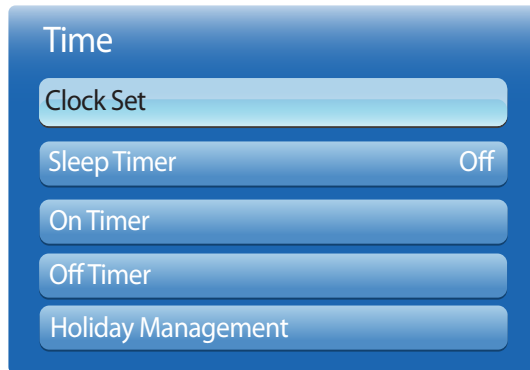 Time
Clock Set
Sleep Timer Off
On Timer
Off Timer
Holiday Management